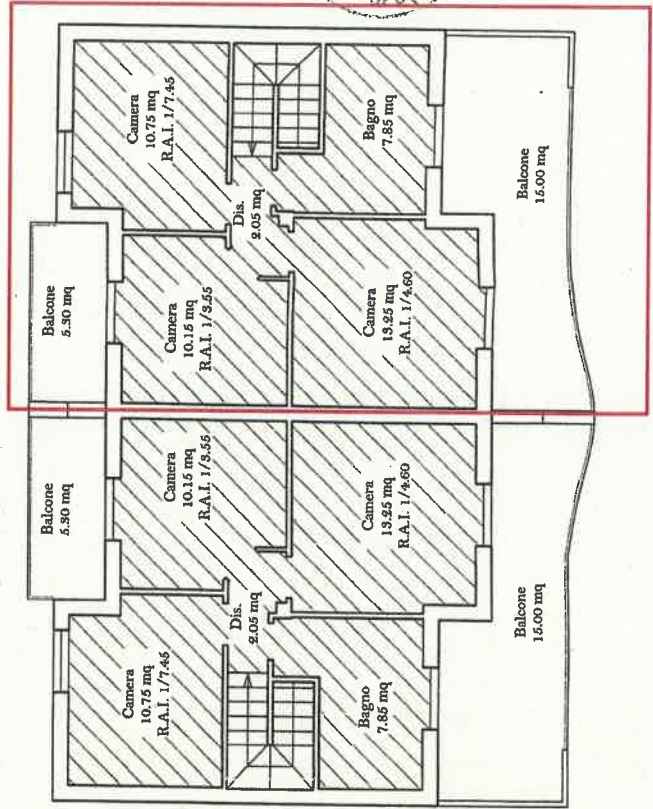 Balcone
5.30 mq
Balcone
5.30 mq
Camera
10.75 mq
R.A.I. 1/7.45
Camera
10.15 mq
R.A.I. 1/3.55
Camera
10.15 mq
R.A.I. 1/3.55
Camera
10.75 mq
R.A.I. 1/7.45
Dis.
2.05 mq
Dis.
2.05 mq
Bagno
7.85 mq
Camera
13.25 mq
R.A.I. 1/4.60
Camera
13.25 mq
R.A.I. 1/4.60
Bagno
7.85 mq
Balcone
15.00 mq
Balcone
15.00 mq